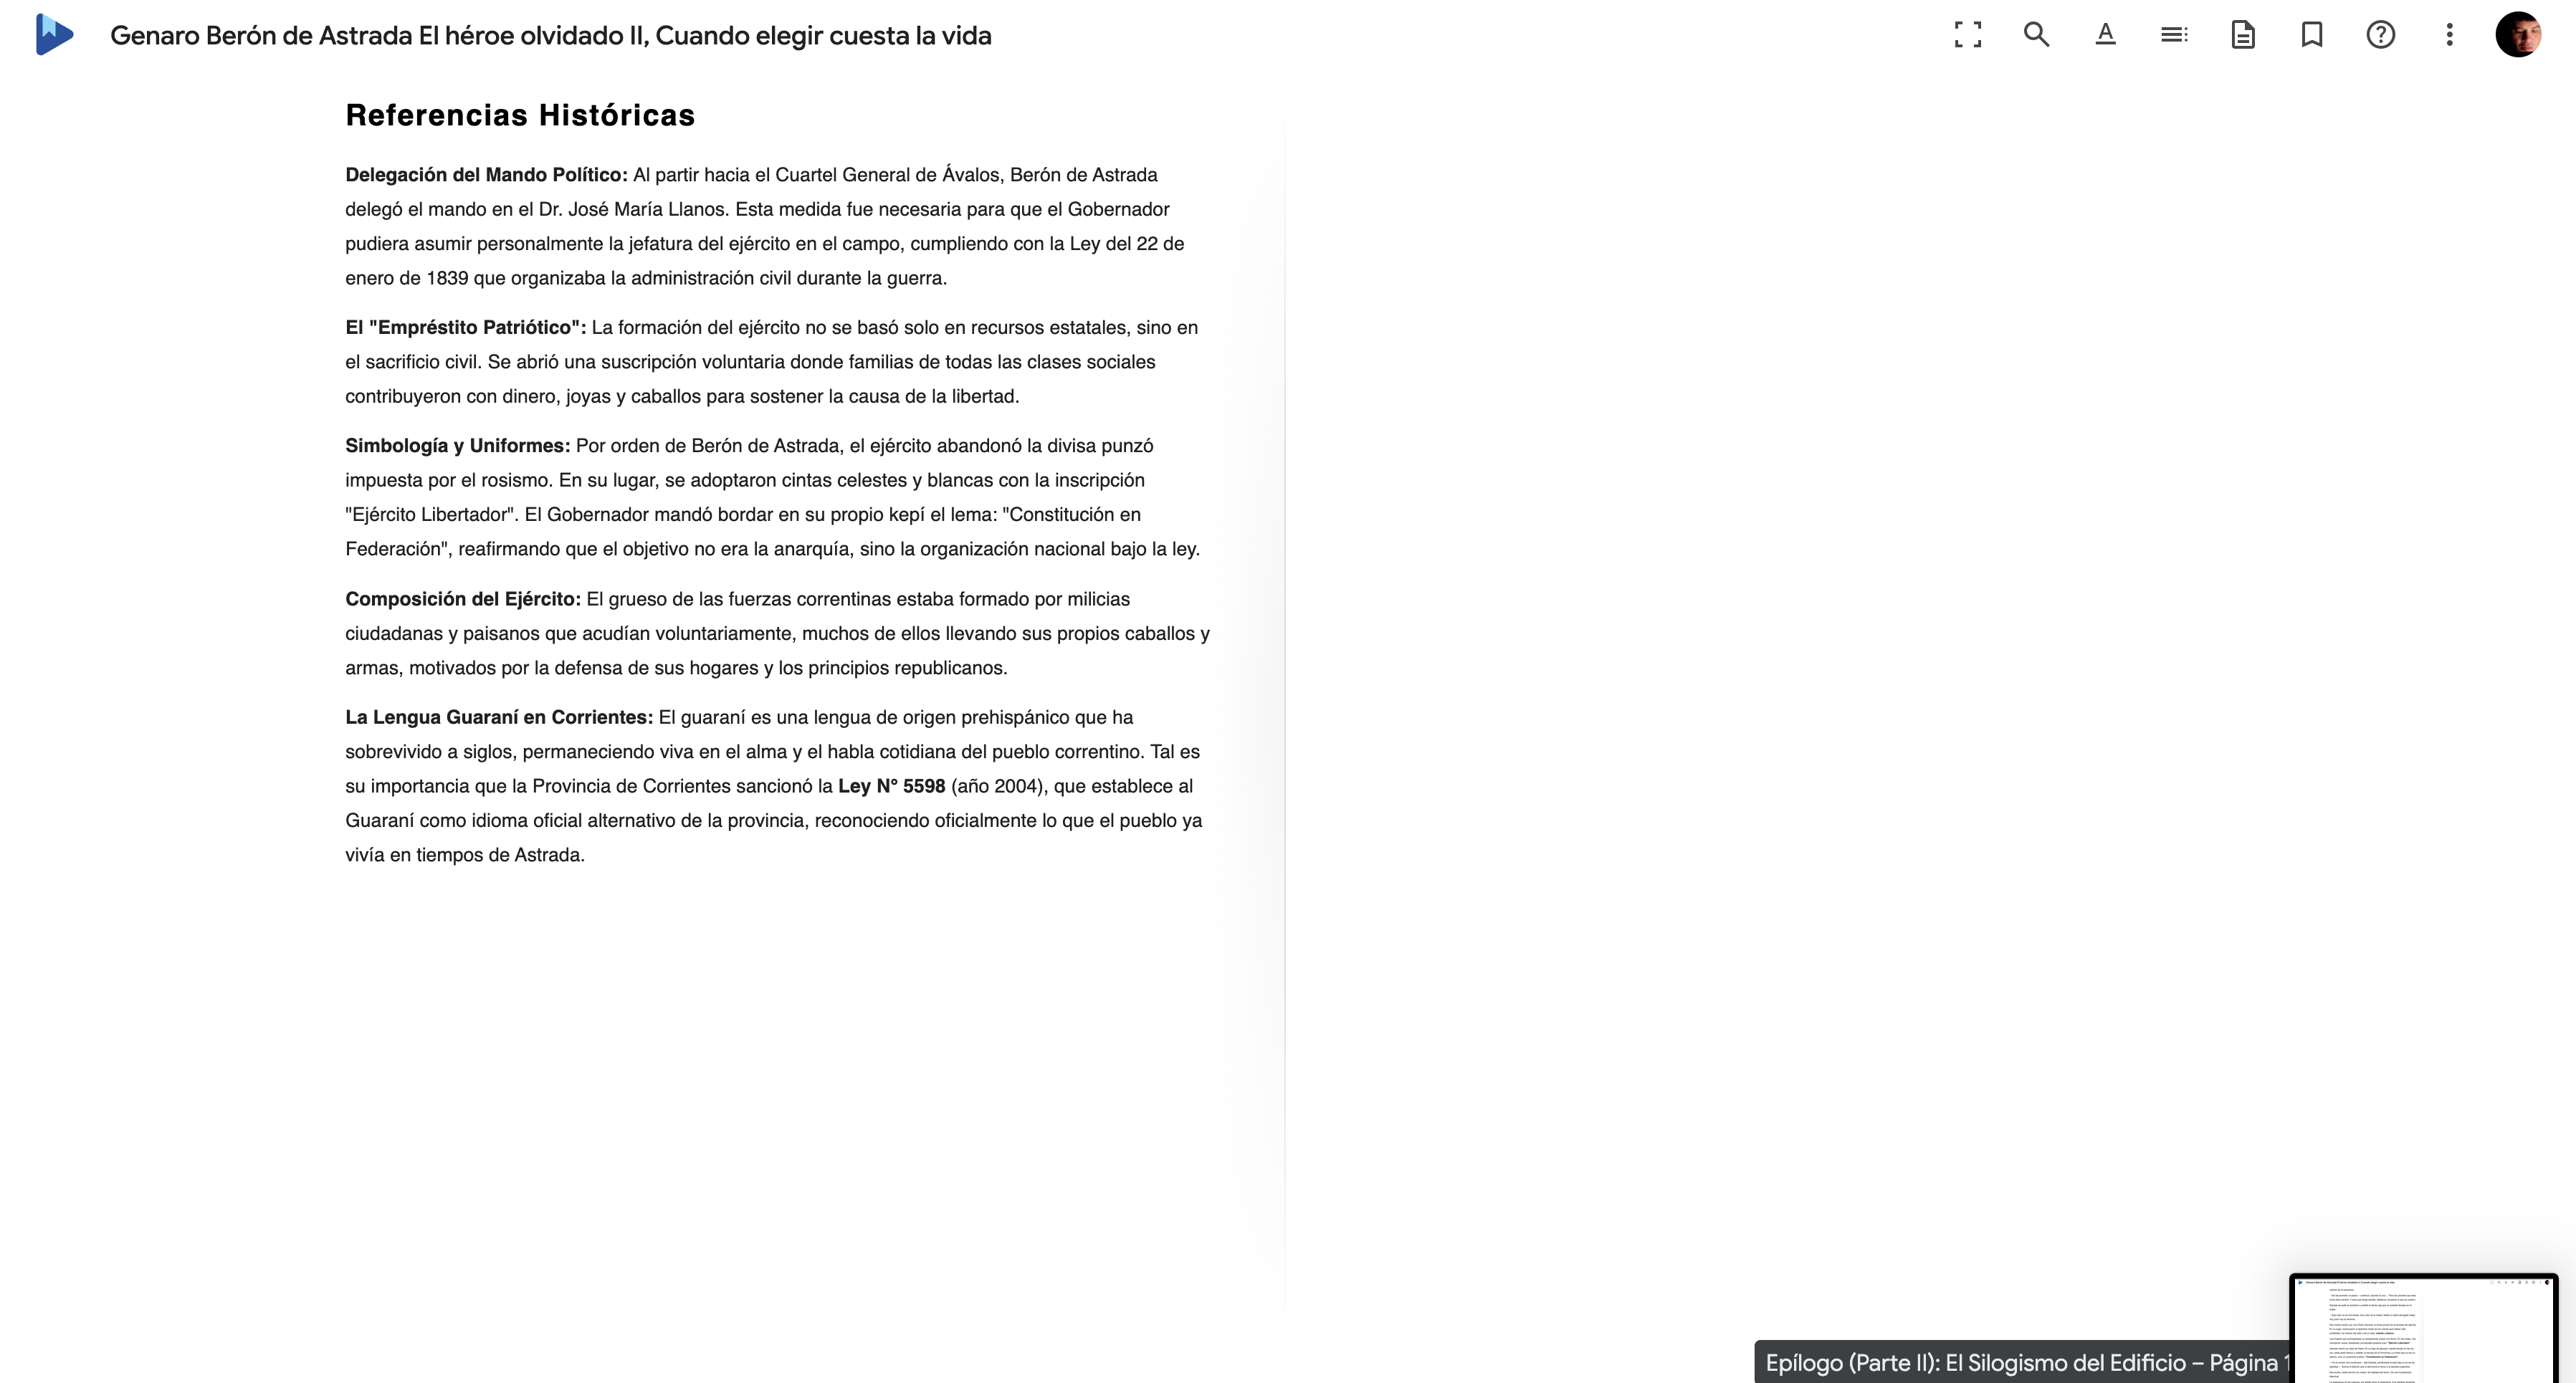 Genaro Berón de Astrada El héroe olvidado II, Cuando elegir cuesta la vida
Referencias Históricas
Delegación del Mando Político: Al partir hacia el Cuartel General de Ávalos, Berón de Astrada
delegó el mando en el Dr. José María Llanos. Esta medida fue necesaria para que el Gobernador
pudiera asumir personalmente la jefatura del ejército en el campo, cumpliendo con la Ley del 22 de
enero de 1839 que organizaba la administración civil durante la guerra.
El "Empréstito Patriótico": La formación del ejército no se basó solo en recursos estatales, sino en
el sacrificio civil. Se abrió una suscripción voluntaria donde familias de todas las clases sociales
contribuyeron con dinero, joyas y caballos para sostener la causa de la libertad.
Simbología y Uniformes: Por orden de Berón de Astrada, el ejército abandonó la divisa punzó
impuesta por el rosismo. En su lugar, se adoptaron cintas celestes y blancas con la inscripción
"Ejército Libertador". El Gobernador mandó bordar en su propio kepí el lema: "Constitución en
Federación", reafirmando que el objetivo no era la anarquía, sino la organización nacional bajo la ley.
Composición del Ejército: El grueso de las fuerzas correntinas estaba formado por milicias
ciudadanas y paisanos que acudían voluntariamente, muchos de ellos llevando sus propios caballos y
armas, motivados por la defensa de sus hogares y los principios republicanos.
La Lengua Guaraní en Corrientes: El guaraní es una lengua de origen prehispánico que ha
sobrevivido a siglos, permaneciendo viva en el alma y el habla cotidiana del pueblo correntino. Tal es
su importancia que la Provincia de Corrientes sancionó la Ley N° 5598 (año 2004), que establece al
Guaraní como idioma oficial alternativo de la provincia, reconociendo oficialmente lo que el pueblo ya
vivía en tiempos de Astrada.
Epílogo (Parte II): El Silogismo del Edificio – Página